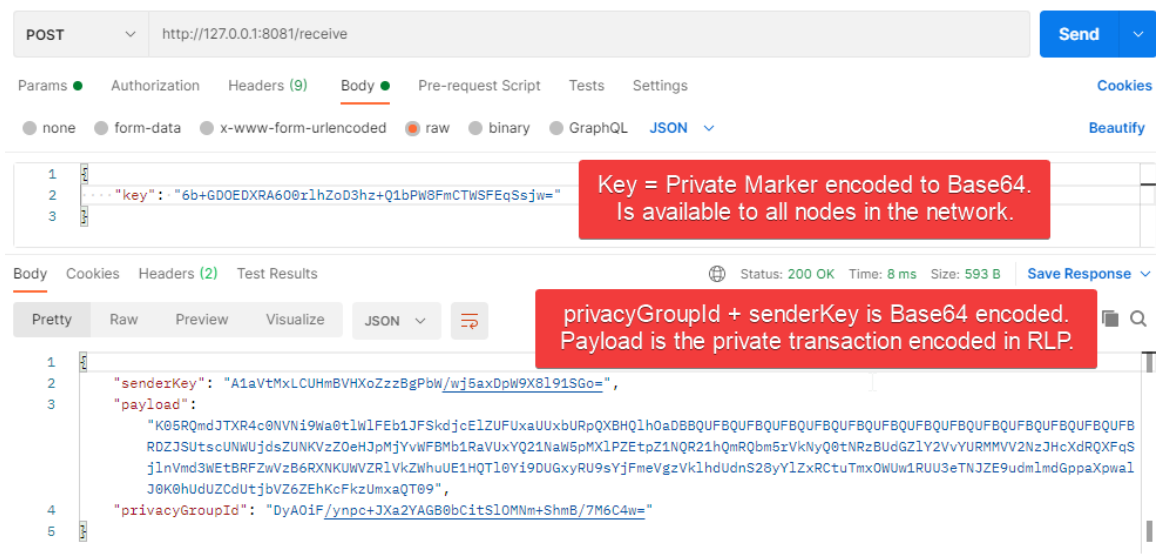 POST http://127.0.0.1:8081/receive Send
Params Authorization Headers (9) Body Pre-request Script Tests Settings Cookies
none form-data x-www-form-urlencoded raw binary GraphQL JSON Beautify
1 {
2 "key": "6b+GDOEDXRA6O0rlhZoD3hz+Q1bPW8FmCTWSFEqSsjw="
3 }
Key = Private Marker encoded to Base64.
Is available to all nodes in the network.
Body Cookies Headers (2) Test Results Status: 200 OK Time: 8 ms Size: 593 B Save Response
Pretty Raw Preview Visualize JSON
privacyGroupId + senderKey is Base64 encoded.
Payload is the private transaction encoded in RLP.
1 {
2 "senderKey": "A1aVtMxLCUHmBVHXoZzzBgPbW/wj5axDpW9X8l91SGo=",
3 "payload":
"K05RQmdJTXR4c0NVNi9Wa0tlWlFEb1JFSkdjcElZUFUxaUUxbURpQXBHQlhOaDBBQUFBQUFBQUFBQUFBQUFBQUFBQUFBQUFBQUFBQUFBQUFB
RDZJSUtscUNWUjdsZUNKVzZOeHJpMjYvWFBMb1RaVUxYQ21NaW5pMXlPZEtpZ1NQR21hQmRQbm5rVkNyQ0tNRzBUdGZlY2VvYURMMVV2NzJHcXdRQXFqS
jlnVmd3WEtBRFZwVzB6RXNKUWVZRlVkZWhuUE1HQTl0Yi9DUGxyRU9sYjFmeVgzVklhdUdnS28yYlZxRCtuTmxOWUw1RUU3eTNJZE9udmlmdGppaXpwal
J0K0hUdUZCdUtjbVZ6ZEhKcFkzUmxaQT09",
4 "privacyGroupId": "DyAOiF/ynpc+JXa2YAGB0bCitSlOMNm+ShmB/7M6C4w="
5 }